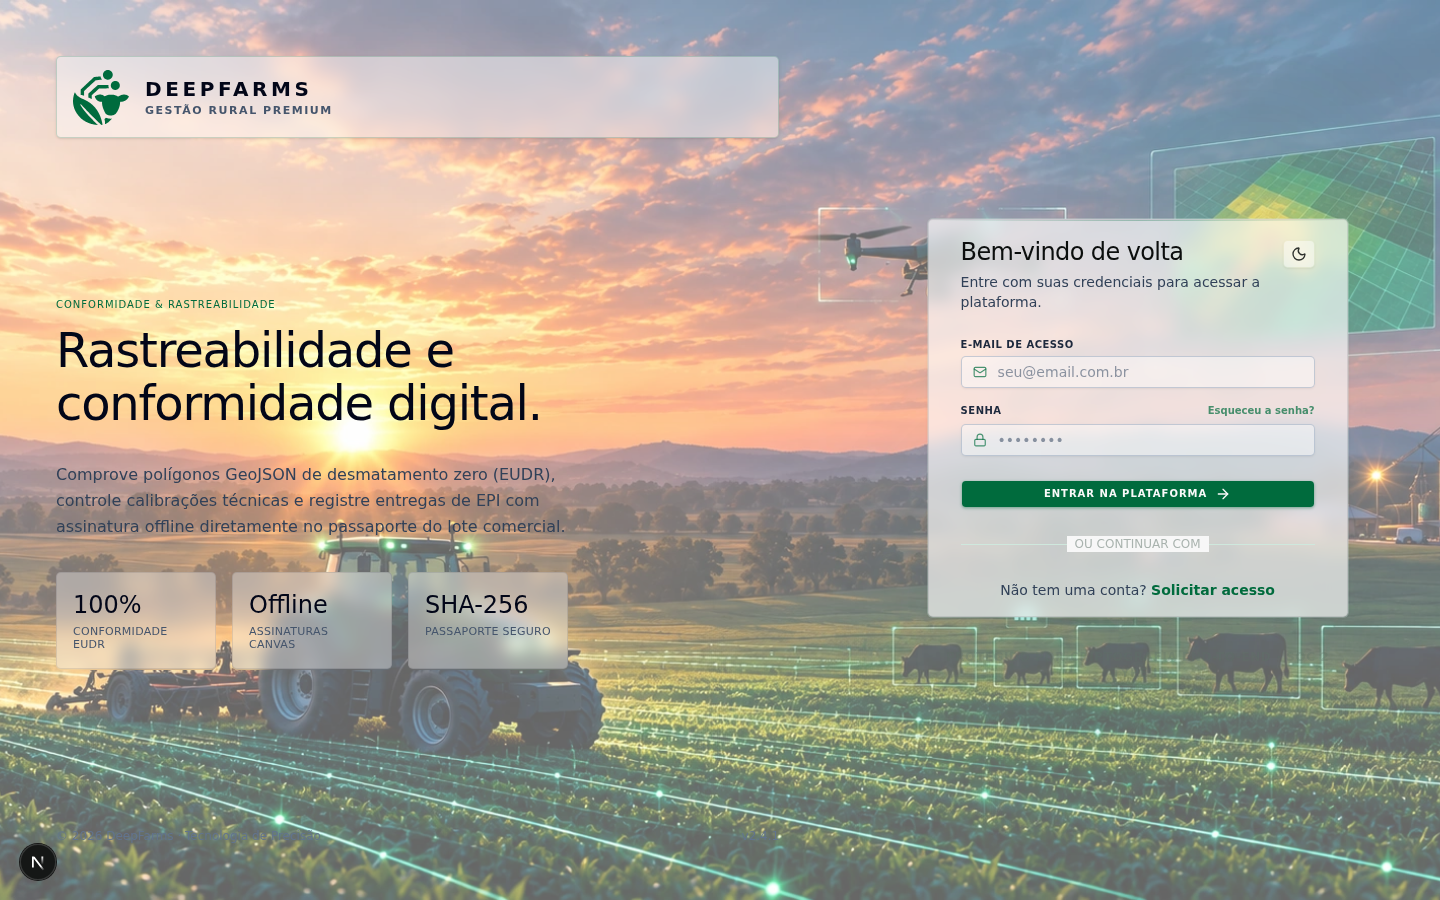 DEEPFARMS
GESTÃO RURAL PREMIUM
CONFORMIDADE & RASTREABILIDADE
Rastreabilidade e
conformidade digital.
Comprove polígonos GeoJSON de desmatamento zero (EUDR),
controle calibrações técnicas e registre entregas de EPI com
assinatura offline diretamente no passaporte do lote comercial.
100%
CONFORMIDADE
EUDR
Offline
ASSINATURAS
CANVAS
SHA-256
PASSAPORTE SEGURO
Bem-vindo de volta
Entre com suas credenciais para acessar a
plataforma.
E-MAIL DE ACESSO
seu@email.com.br
SENHA
Esqueceu a senha?
••••••••
ENTRAR NA PLATAFORMA
OU CONTINUAR COM
Não tem uma conta? Solicitar acesso
N